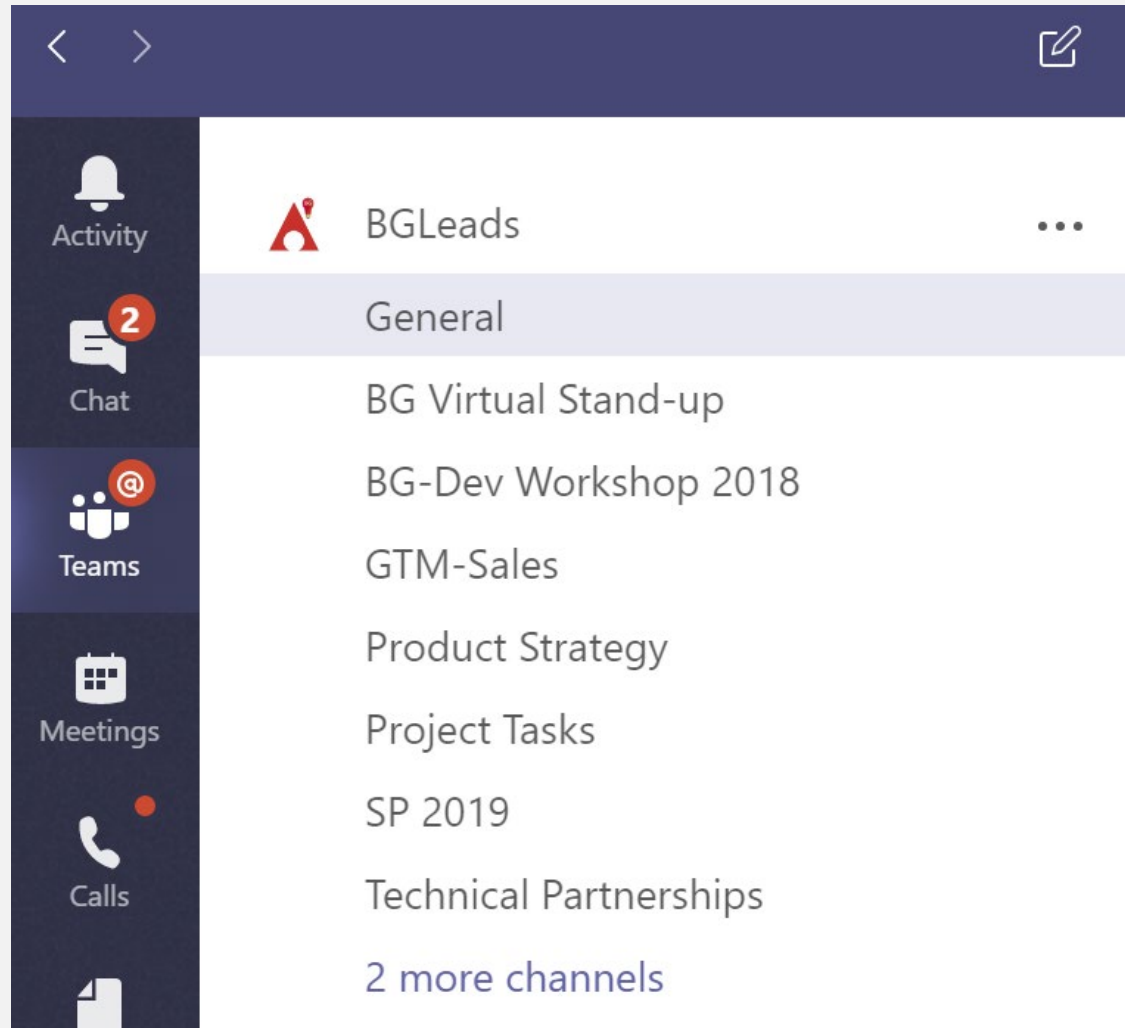 Activity
2
Chat
@
Teams
Meetings
Calls
BGLeads
General
BG Virtual Stand-up
BG-Dev Workshop 2018
GTM-Sales
Product Strategy
Project Tasks
SP 2019
Technical Partnerships
2 more channels